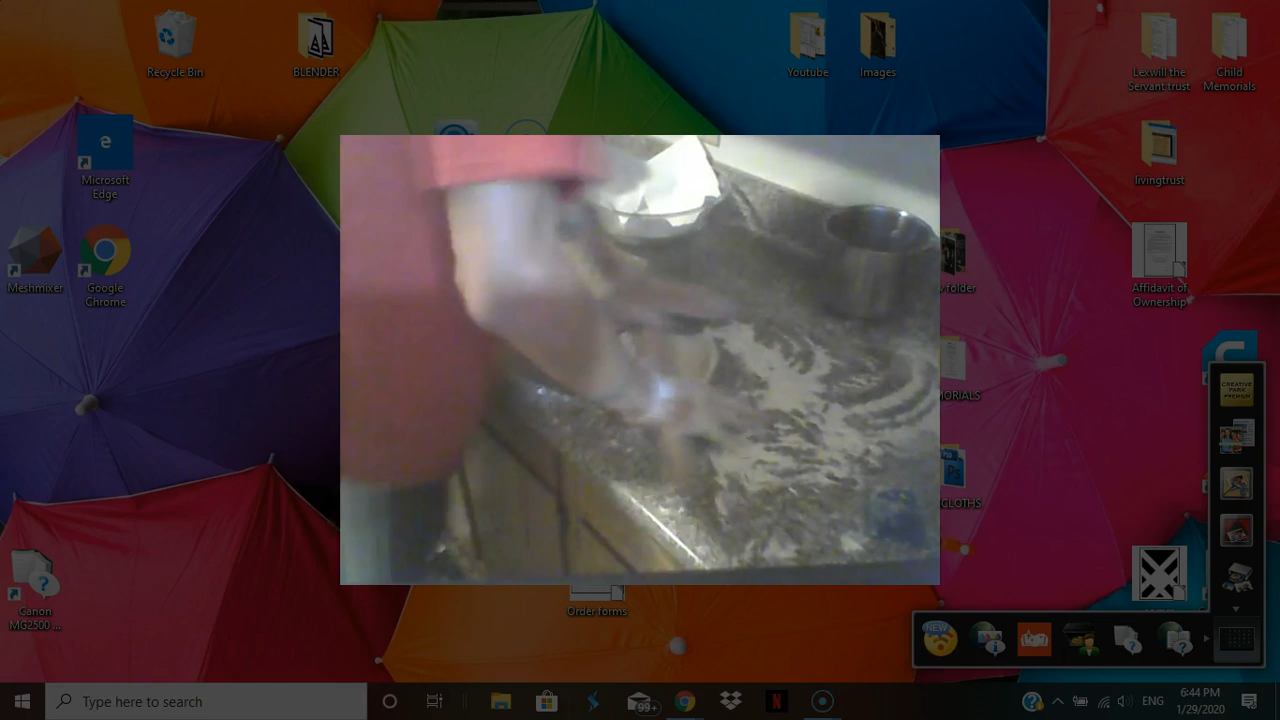 Recycle Bin
BLENDER
Youtube
Images
Lexwill the
Servant trust
Child
Memorials
Microsoft
Edge
livingtrust
Meshmixer
Google
Chrome
folder
Affidavit of
Ownership
CREATIVE
PARK
PREMIUM
Ps
Canon
MG2500 ...
Order forms
NEW
Type here to search
99+
N
ENG
6:44 PM
1/29/2020